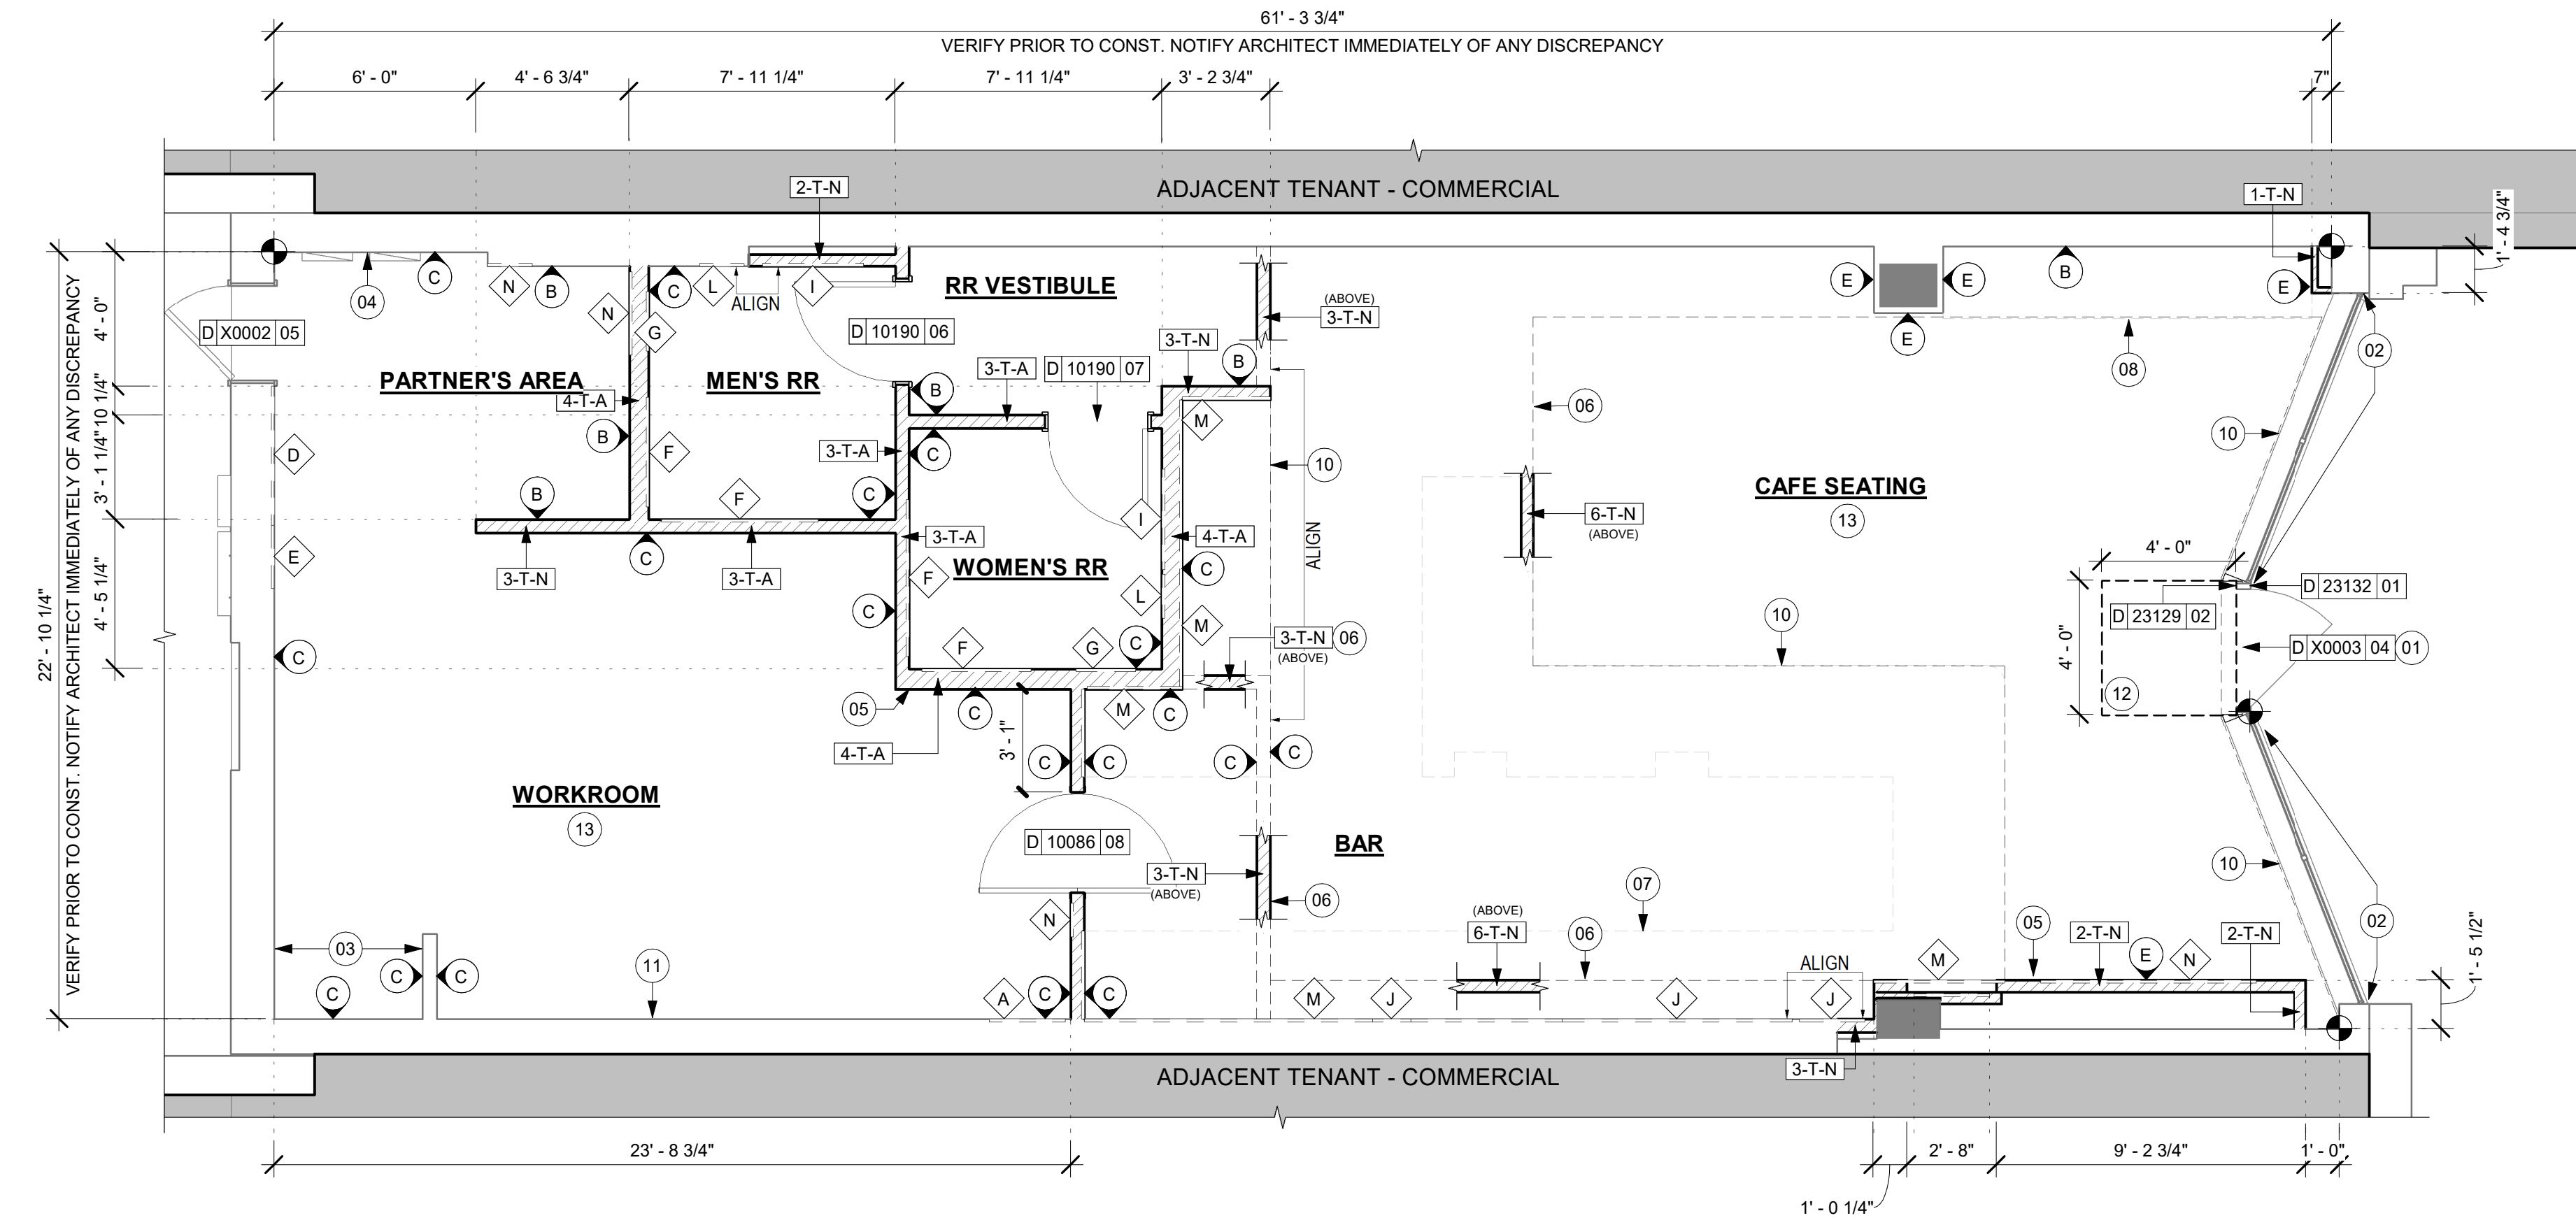 61' - 3 3/4"
VERIFY PRIOR TO CONST. NOTIFY ARCHITECT IMMEDIATELY OF ANY DISCREPANCY
6' - 0"
4' - 6 3/4"
7' - 11 1/4"
7' - 11 1/4"
3' - 2 3/4"
7"
ADJACENT TENANT - COMMERCIAL
2-T-N
1-T-N
1' - 4 3/4"
22' - 10 1/4"
VERIFY PRIOR TO CONST. NOTIFY ARCHITECT IMMEDIATELY OF ANY DISCREPANCY
4' - 0"
10 1/4"
3' - 1 1/4"
4' - 5 1/4"
D X0002 05
04
C
N
B
C
L
ALIGN
I
N
G
RR VESTIBULE
D 10190 06
(ABOVE)
3-T-N
3-T-N
B
E
E
E
B
E
02
08
PARTNER'S AREA
4-T-A
MEN'S RR
B
3-T-A
D 10190 07
M
06
10
10
D
B
F
3-T-A
C
B
F
C
I
ALIGN
CAFE SEATING
13
6-T-N
(ABOVE)
E
3-T-N
C
3-T-A
3-T-A
F
WOMEN'S RR
4-T-A
C
L
M
C
C
F
G
C
3-T-N 06
(ABOVE)
10
4' - 0"
4' - 0"
D 23132 01
D 23129 02
D X0003 04 01
12
05
C
M
C
4-T-A
3' - 1"
C
C
C
C
WORKROOM
13
D 10086 08
3-T-N
(ABOVE)
06
BAR
07
10
02
03
C
C
C
11
N
A
C
C
M
J
(ABOVE)
6-T-N
06
J
ALIGN
J
M
05
2-T-N
E
N
2-T-N
1' - 5 1/2"
3-T-N
ADJACENT TENANT - COMMERCIAL
23' - 8 3/4"
2' - 8"
9' - 2 3/4"
1' - 0"
1' - 0 1/4"